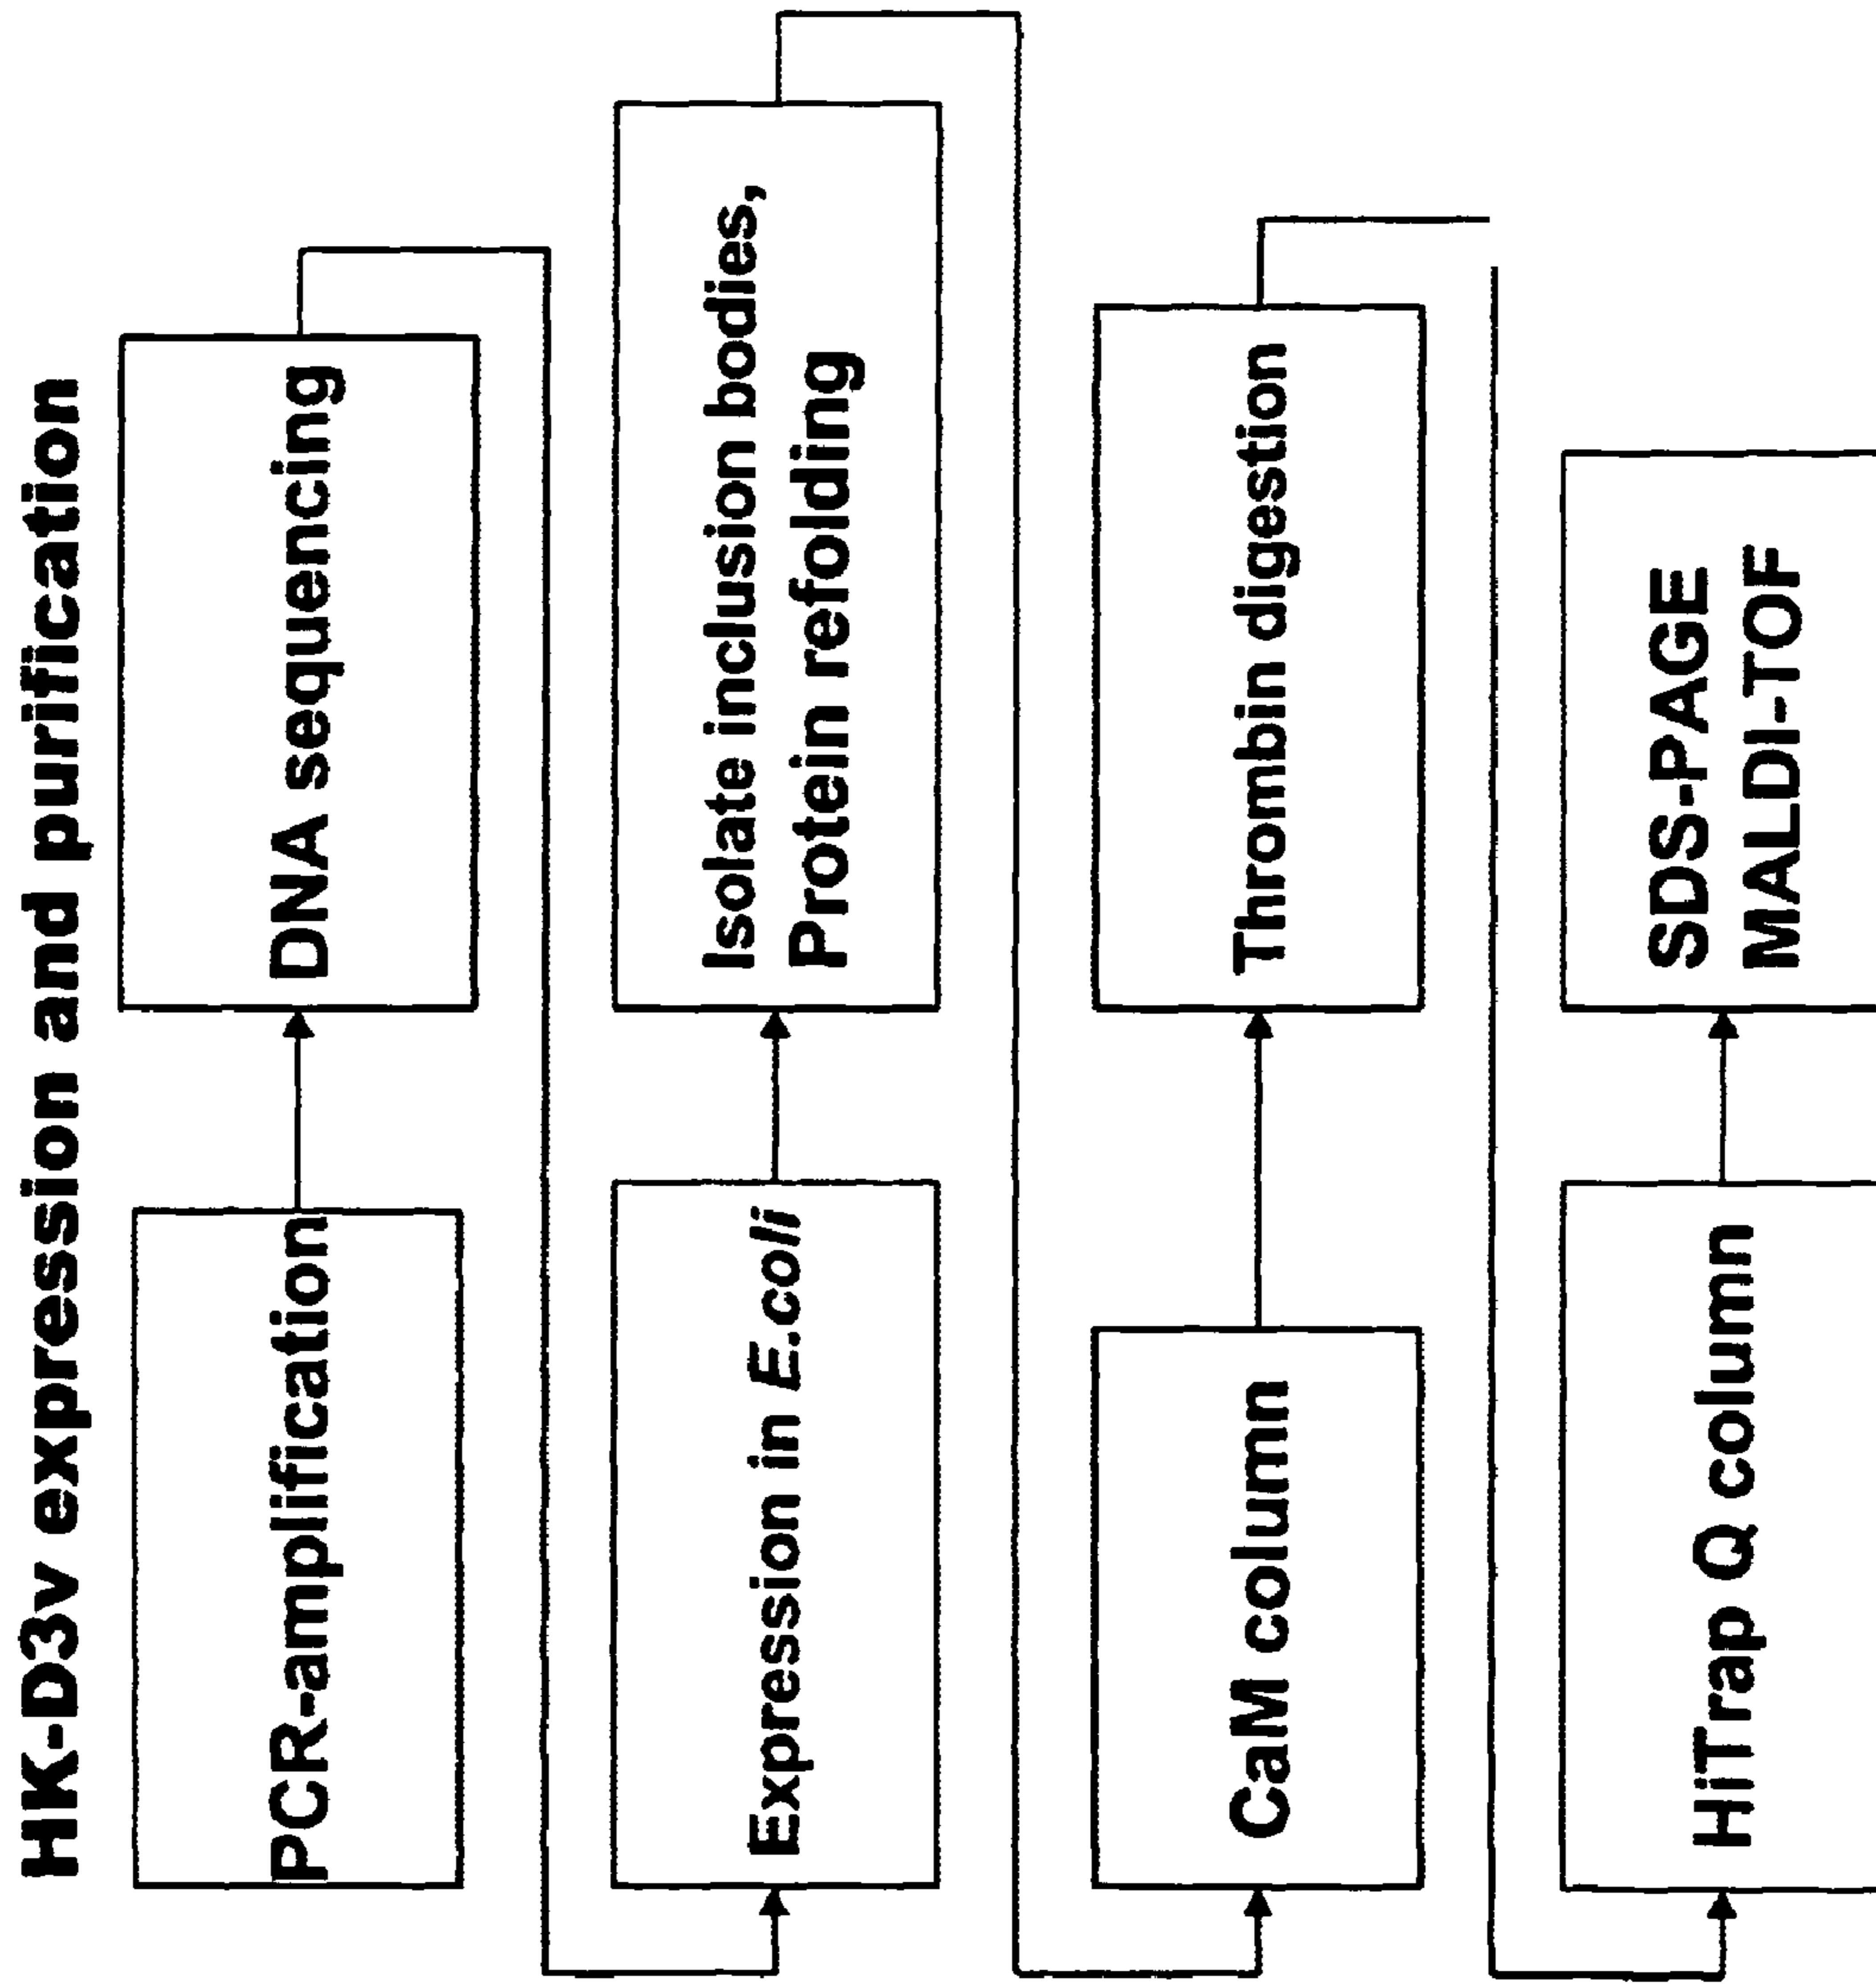 HK-D3v expression and purification
PCR-amplification
DNA sequencing
Expression in E.coli
Isolate inclusion bodies,
Protein refolding
CaM column
Thrombin digestion
HiTrap Q column
SDS-PAGE
MALDI-TOF